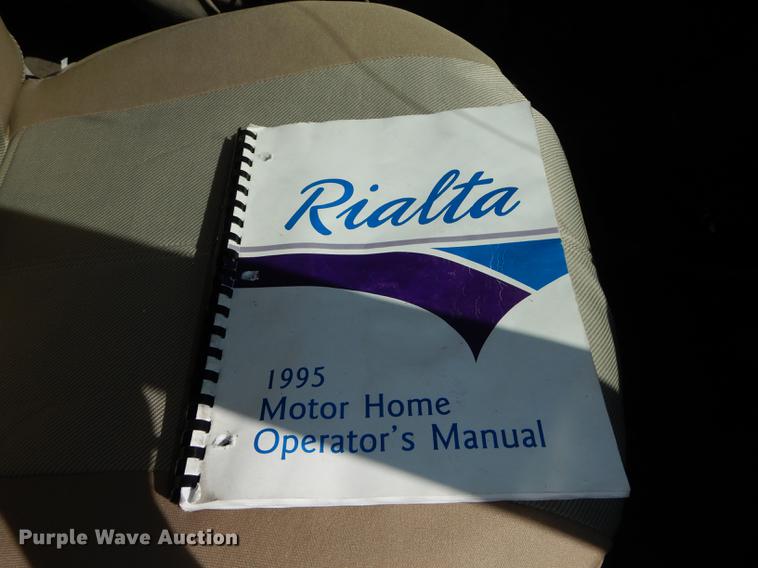 Rialta
1995
Motor Home
Operator's Manual
Purple Wave Auction